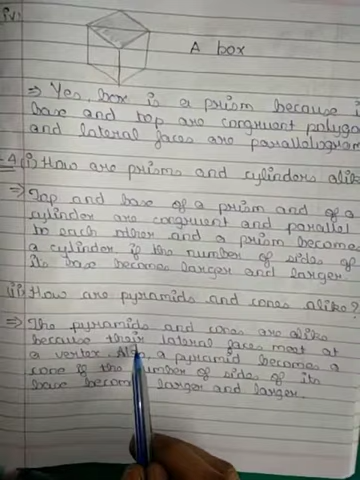 iv)
A box
⇒ Yes, box is a prism because i
base and top are congruent polygo
and lateral faces are parallelogram
4 (i) How are prisms and cylinders alik
⇒ Top and base of a prism and of a
cylinder are congruent and parallel
to each other and a prism becomes
a cylinder if the number of sides of
its base becomes larger and larger.
(ii) How are pyramids and cones alike?
⇒ The pyramids and cones are alike
because their lateral faces meet at
a vertex. Also, a pyramid becomes a
cone if the number of sides of its
base becomes larger and larger.